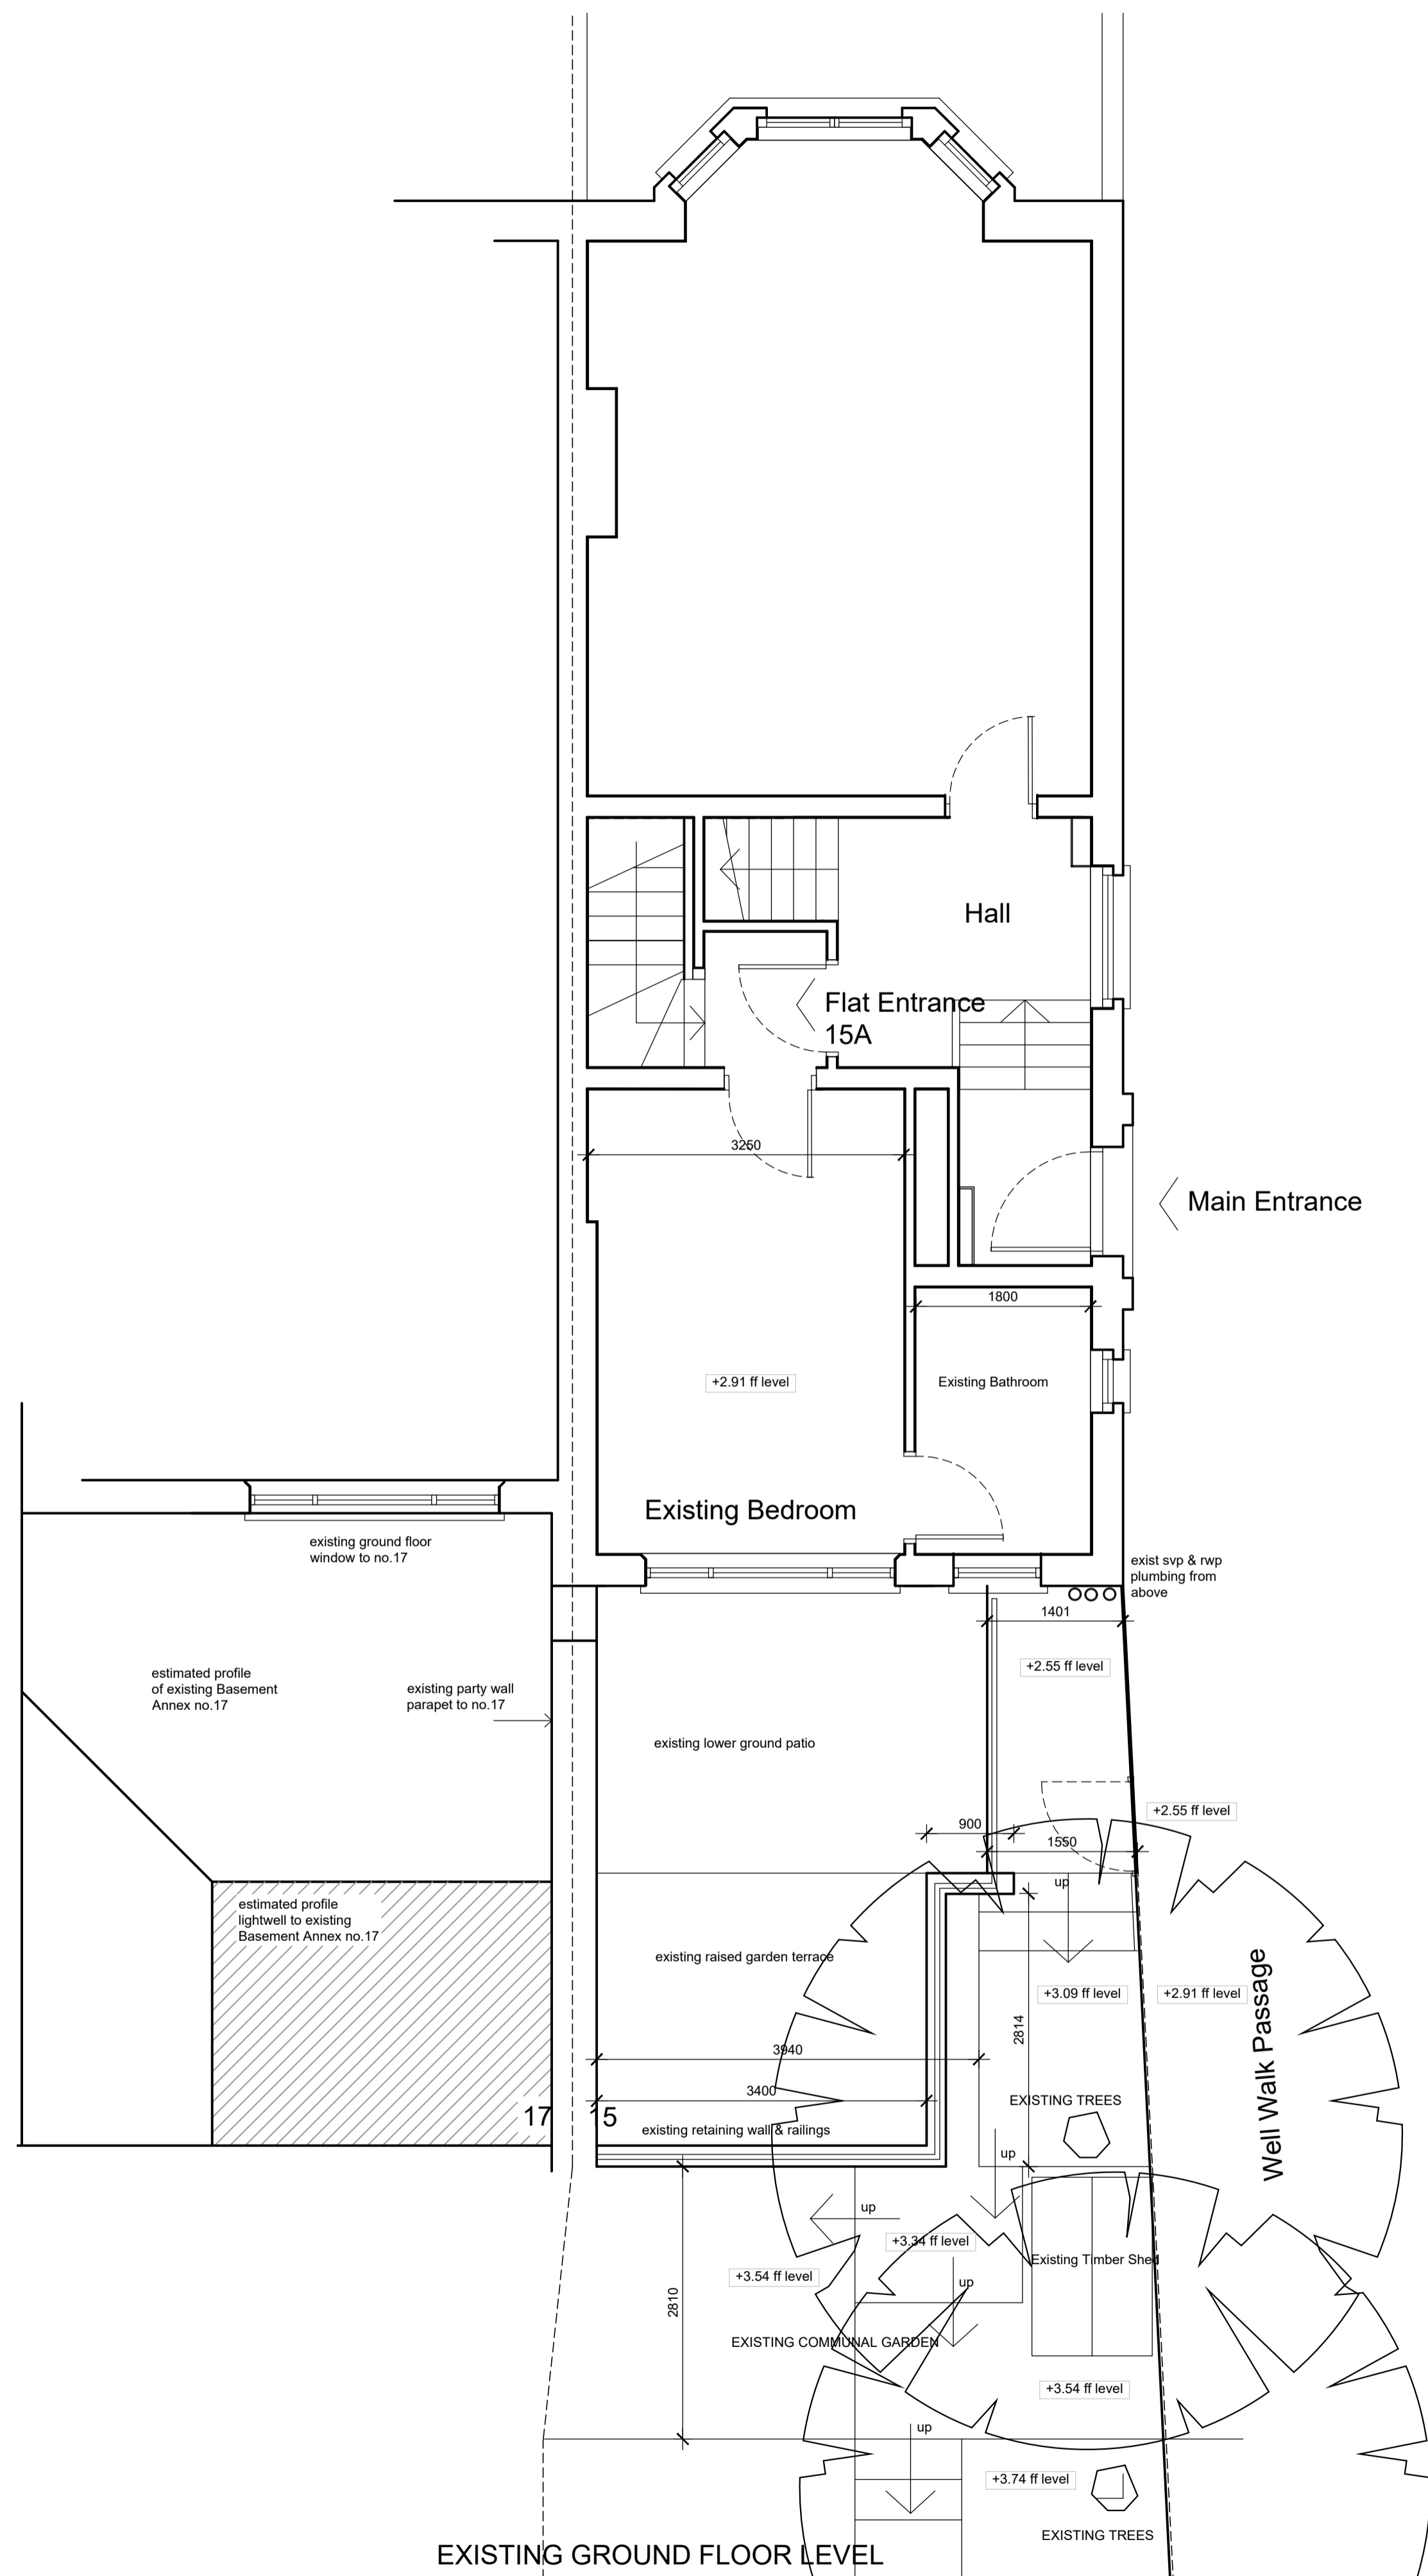 Hall
Flat Entrance
15A
3250
Main Entrance
1800
+2.91 ff level
Existing Bathroom
Existing Bedroom
existing ground floor
window to no.17
exist svp & rwp
plumbing from
above
1401
+2.55 ff level
estimated profile
of existing Basement
Annex no.17
existing party wall
parapet to no.17
existing lower ground patio
+2.55 ff level
900
1550
up
estimated profile
lightwell to existing
Basement Annex no.17
existing raised garden terrace
+3.09 ff level
+2.91 ff level
Well Walk Passage
2814
3940
3400
EXISTING TREES
17
15
existing retaining wall & railings
up
up
+3.34 ff level
Existing Timber Shed
+3.54 ff level
up
2810
EXISTING COMMUNAL GARDEN
+3.54 ff level
up
+3.74 ff level
EXISTING TREES
EXISTING GROUND FLOOR LEVEL